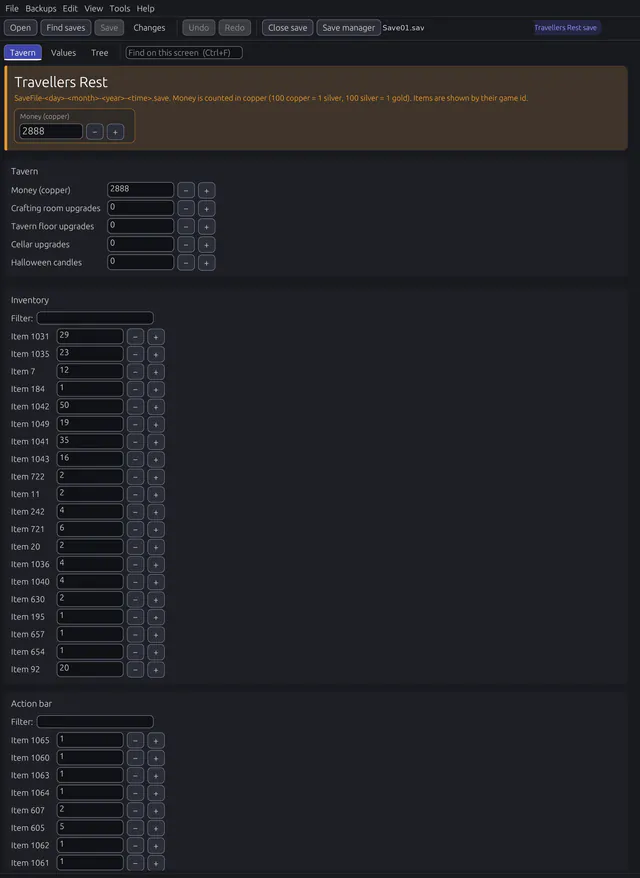 File Backups Edit View Tools Help
Open Find saves Save Changes Undo Redo Close save Save manager Save01.sav Travellers Rest save
Tavern Values Tree Find on this screen (Ctrl+F)
Travellers Rest
SaveFile-<day>-<month>-<year>-<time>.save. Money is counted in copper (100 copper = 1 silver, 100 silver = 1 gold). Items are shown by their game id.
Money (copper)
2888 − +
Tavern
Money (copper) 2888 − +
Crafting room upgrades 0 − +
Tavern floor upgrades 0 − +
Cellar upgrades 0 − +
Halloween candles 0 − +
Inventory
Filter:
Item 1031 29 − +
Item 1035 23 − +
Item 7 12 − +
Item 184 1 − +
Item 1042 50 − +
Item 1049 19 − +
Item 1041 35 − +
Item 1043 16 − +
Item 722 2 − +
Item 11 2 − +
Item 242 4 − +
Item 721 6 − +
Item 20 2 − +
Item 1036 4 − +
Item 1040 4 − +
Item 630 2 − +
Item 195 1 − +
Item 657 1 − +
Item 654 1 − +
Item 92 20 − +
Action bar
Filter:
Item 1065 1 − +
Item 1060 1 − +
Item 1063 1 − +
Item 1064 1 − +
Item 607 2 − +
Item 605 5 − +
Item 1062 1 − +
Item 1061 1 − +